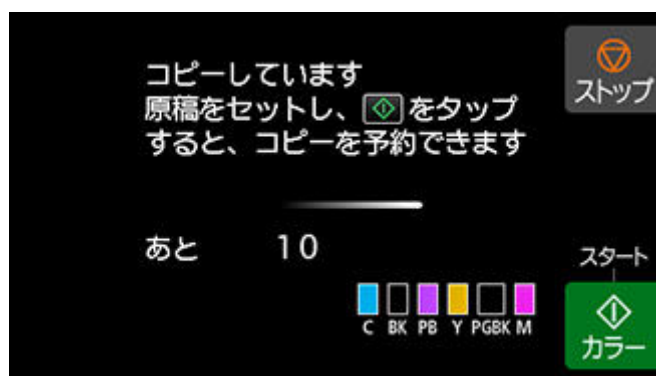 コピーしています
原稿をセットし、をタップ
すると、コピーを予約できます
あと 10
C BK PB Y PGBK M
ストップ
スタート
カラー